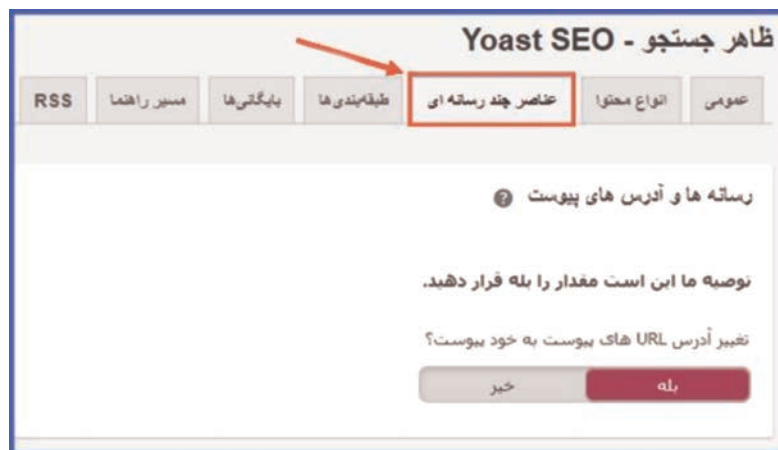 ظاهر جستجو - Yoast SEO
عمومی انواع محتوا عناصر چند رسانه ای طبقه‌بندی‌ها بایگانی‌ها مسیر راهنما RSS
رسانه ها و آدرس های پیوست ?
توصیه ما این است مقدار را بله قرار دهید.
تغییر آدرس URL های پیوست به خود پیوست؟
بله خیر